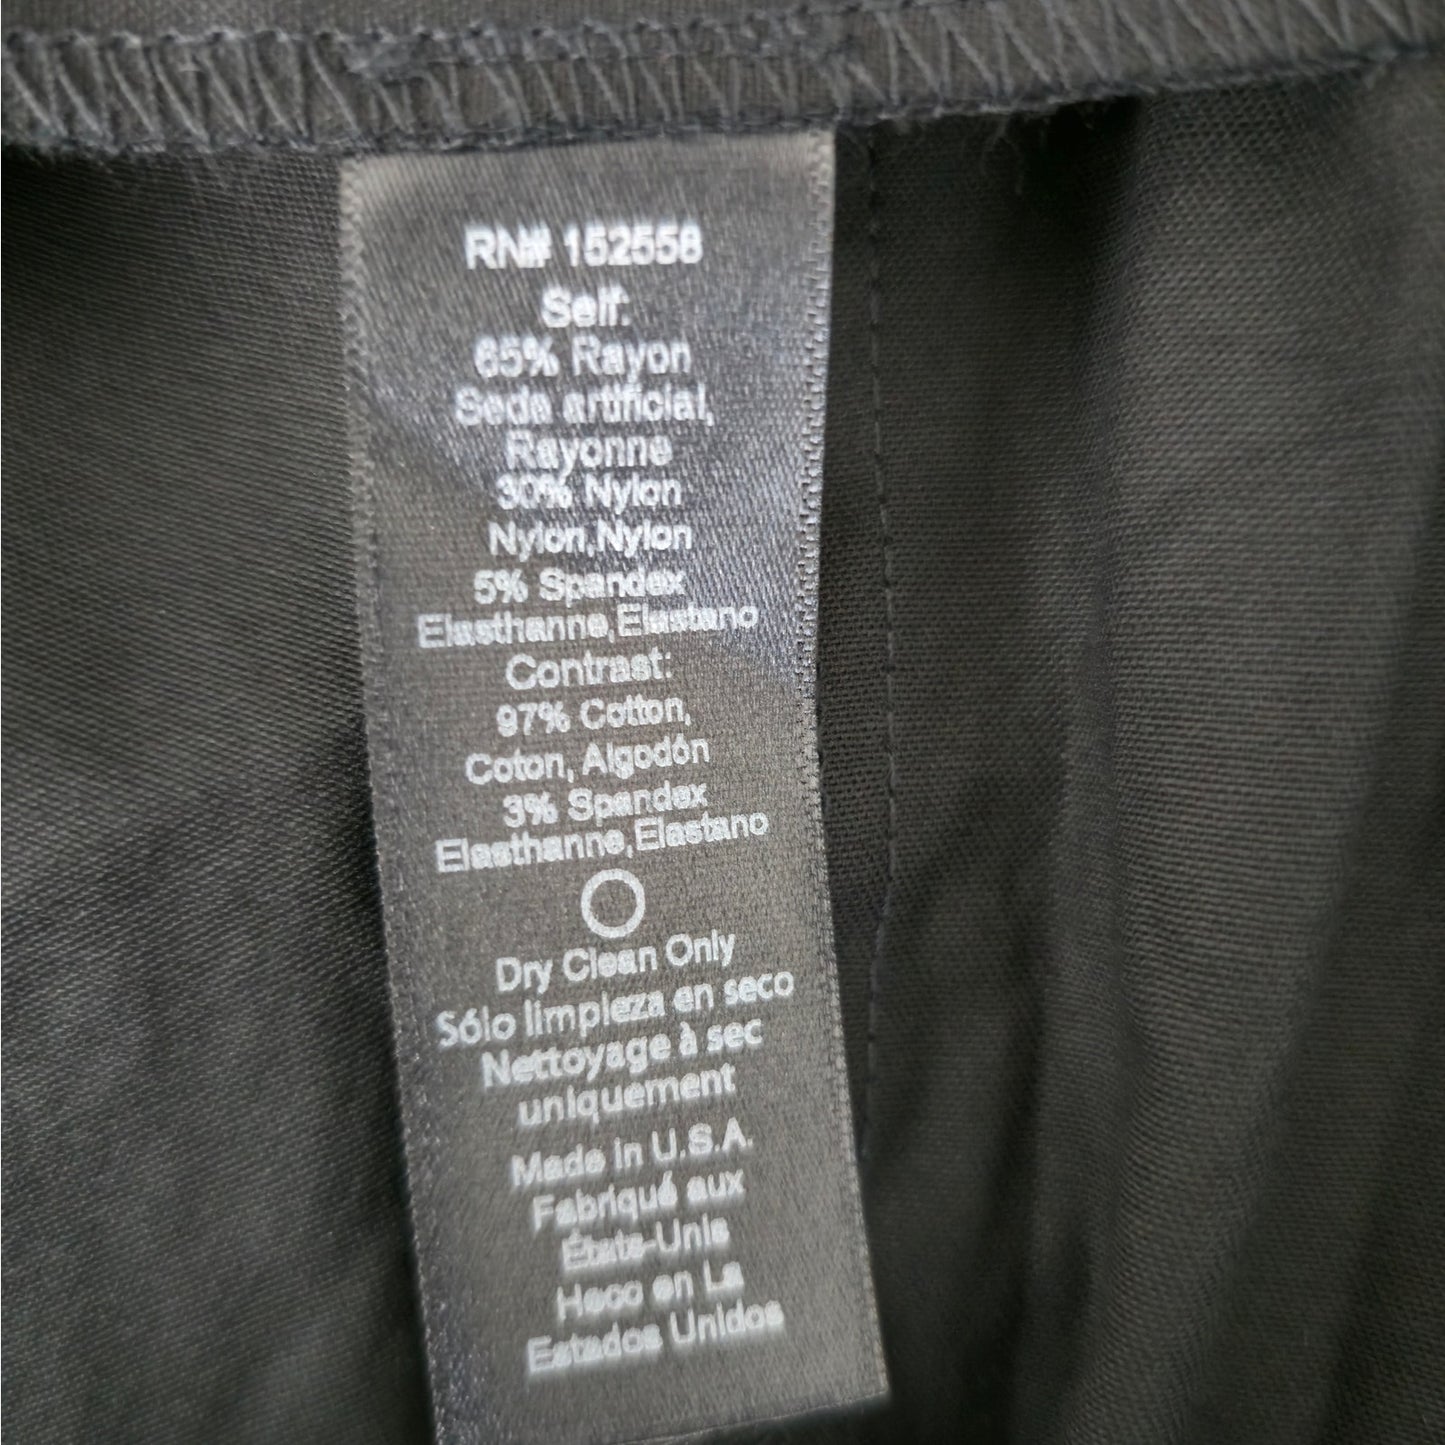 RN# 152558
Self:
65% Rayon
Seda artificial,
Rayonne
30% Nylon
Nylon,Nylon
5% Spandex
Elasthanne,Elastano
Contrast:
97% Cotton,
Coton, Algodón
3% Spandex
Elasthanne,Elastano
Dry Clean Only
Sólo limpieza en seco
Nettoyage à sec
uniquement
Made in U.S.A.
Fabriqué aux
États-Unis
Heco en La
Estados Unidos